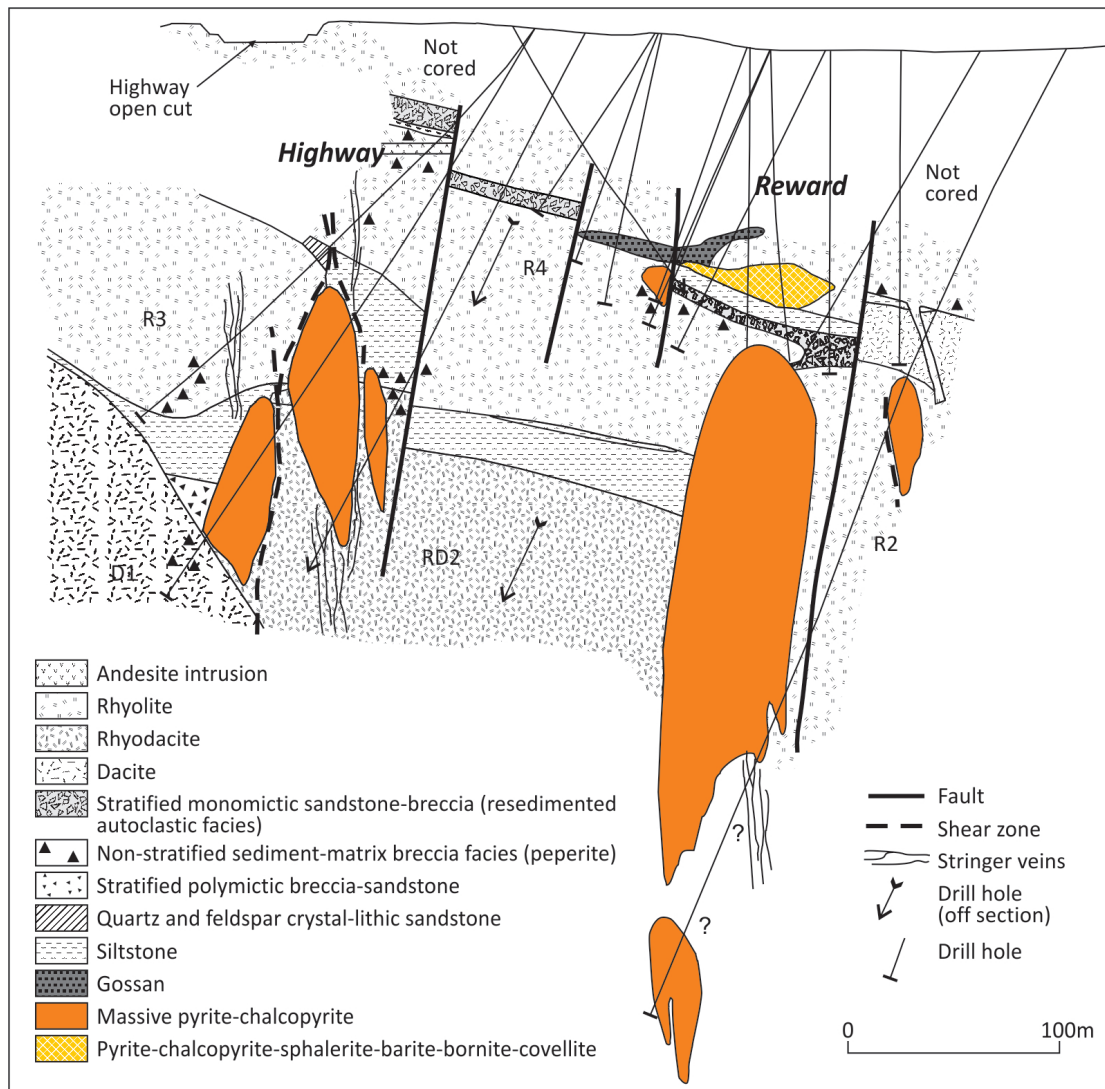 Highway
open cut
Not
cored
Highway
Reward
Not
cored
R4
R3
R2
RD2
D1
?
?
Andesite intrusion
Rhyolite
Rhyodacite
Dacite
Stratified monomictic sandstone-breccia (resedimented
autoclastic facies)
Non-stratified sediment-matrix breccia facies (peperite)
Stratified polymictic breccia-sandstone
Quartz and feldspar crystal-lithic sandstone
Siltstone
Gossan
Massive pyrite-chalcopyrite
Pyrite-chalcopyrite-sphalerite-barite-bornite-covellite
Fault
Shear zone
Stringer veins
Drill hole
(off section)
Drill hole
0 100m